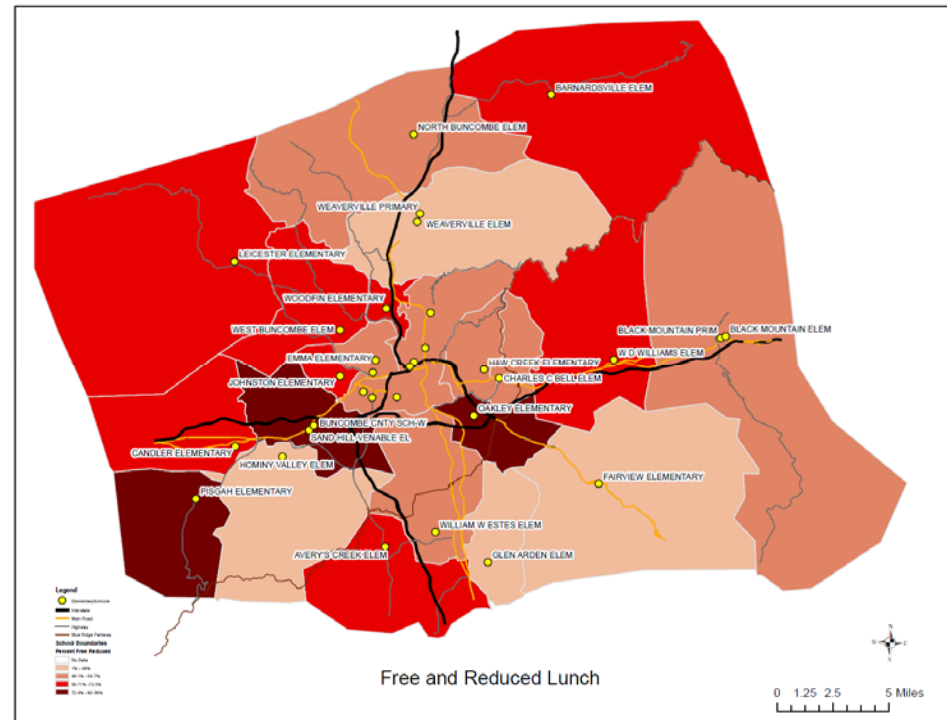 BARNARDSVILLE ELEM
NORTH BUNCOMBE ELEM
WEAVERVILLE PRIMARY
WEAVERVILLE ELEM
LEICESTER ELEMENTARY
WOODFIN ELEMENTARY
WEST BUNCOMBE ELEM
BLACK MOUNTAIN PRIM
BLACK MOUNTAIN ELEM
EMMA ELEMENTARY
HAW CREEK ELEMENTARY
W D WILLIAMS ELEM
JOHNSTON ELEMENTARY
CHARLES C BELL ELEM
OAKLEY ELEMENTARY
BUNCOMBE CNTY SCH-W
SAND HILL-VENABLE EL
CANDLER ELEMENTARY
HOMINY VALLEY ELEM
PISGAH ELEMENTARY
FAIRVIEW ELEMENTARY
WILLIAM W ESTES ELEM
AVERY'S CREEK ELEM
GLEN ARDEN ELEM
Legend
Interstate
Main Road
Highway
Blue Ridge Parkway
School Boundaries
Percent Free Reduced
No Data
N
W
E
S
Free and Reduced Lunch
0 1.25 2.5 5 Miles